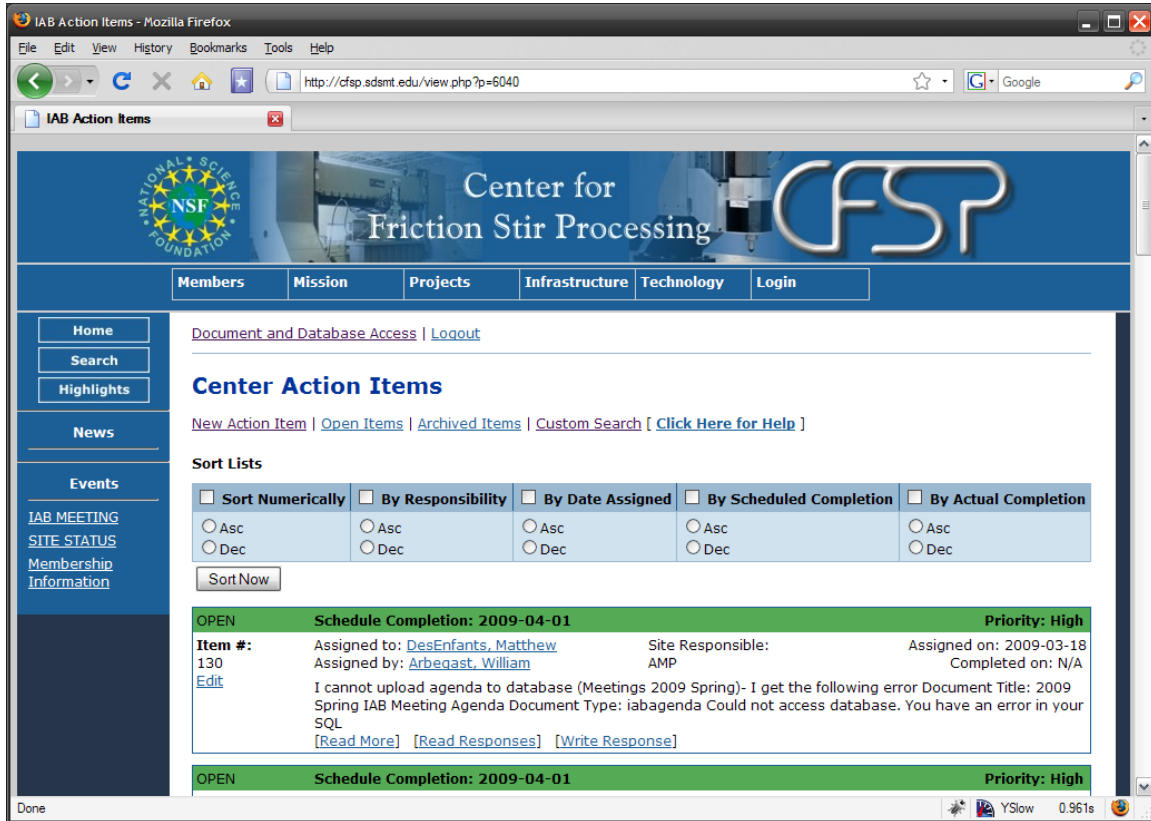 IAB Action Items - Mozilla Firefox
File Edit View History Bookmarks Tools Help
http://cfsp.sdsmt.edu/view.php?p=6040
Google
IAB Action Items
NATIONAL SCIENCE FOUNDATION
NSF
Center for
Friction Stir Processing
CFSP
Members Mission Projects Infrastructure Technology Login
Home
Search
Highlights
News
Events
IAB MEETING
SITE STATUS
Membership
Information
Document and Database Access | Logout
Center Action Items
New Action Item | Open Items | Archived Items | Custom Search [ Click Here for Help ]
Sort Lists
Sort Numerically By Responsibility By Date Assigned By Scheduled Completion By Actual Completion
Asc Asc Asc Asc Asc
Dec Dec Dec Dec Dec
Sort Now
OPEN Schedule Completion: 2009-04-01 Priority: High
Item #: Assigned to: DesEnfants, Matthew Site Responsible: Assigned on: 2009-03-18
130 Assigned by: Arbegast, William AMP Completed on: N/A
Edit
I cannot upload agenda to database (Meetings 2009 Spring)- I get the following error Document Title: 2009
Spring IAB Meeting Agenda Document Type: iabagenda Could not access database. You have an error in your
SQL
[Read More] [Read Responses] [Write Response]
OPEN Schedule Completion: 2009-04-01 Priority: High
Done YSlow 0.961s